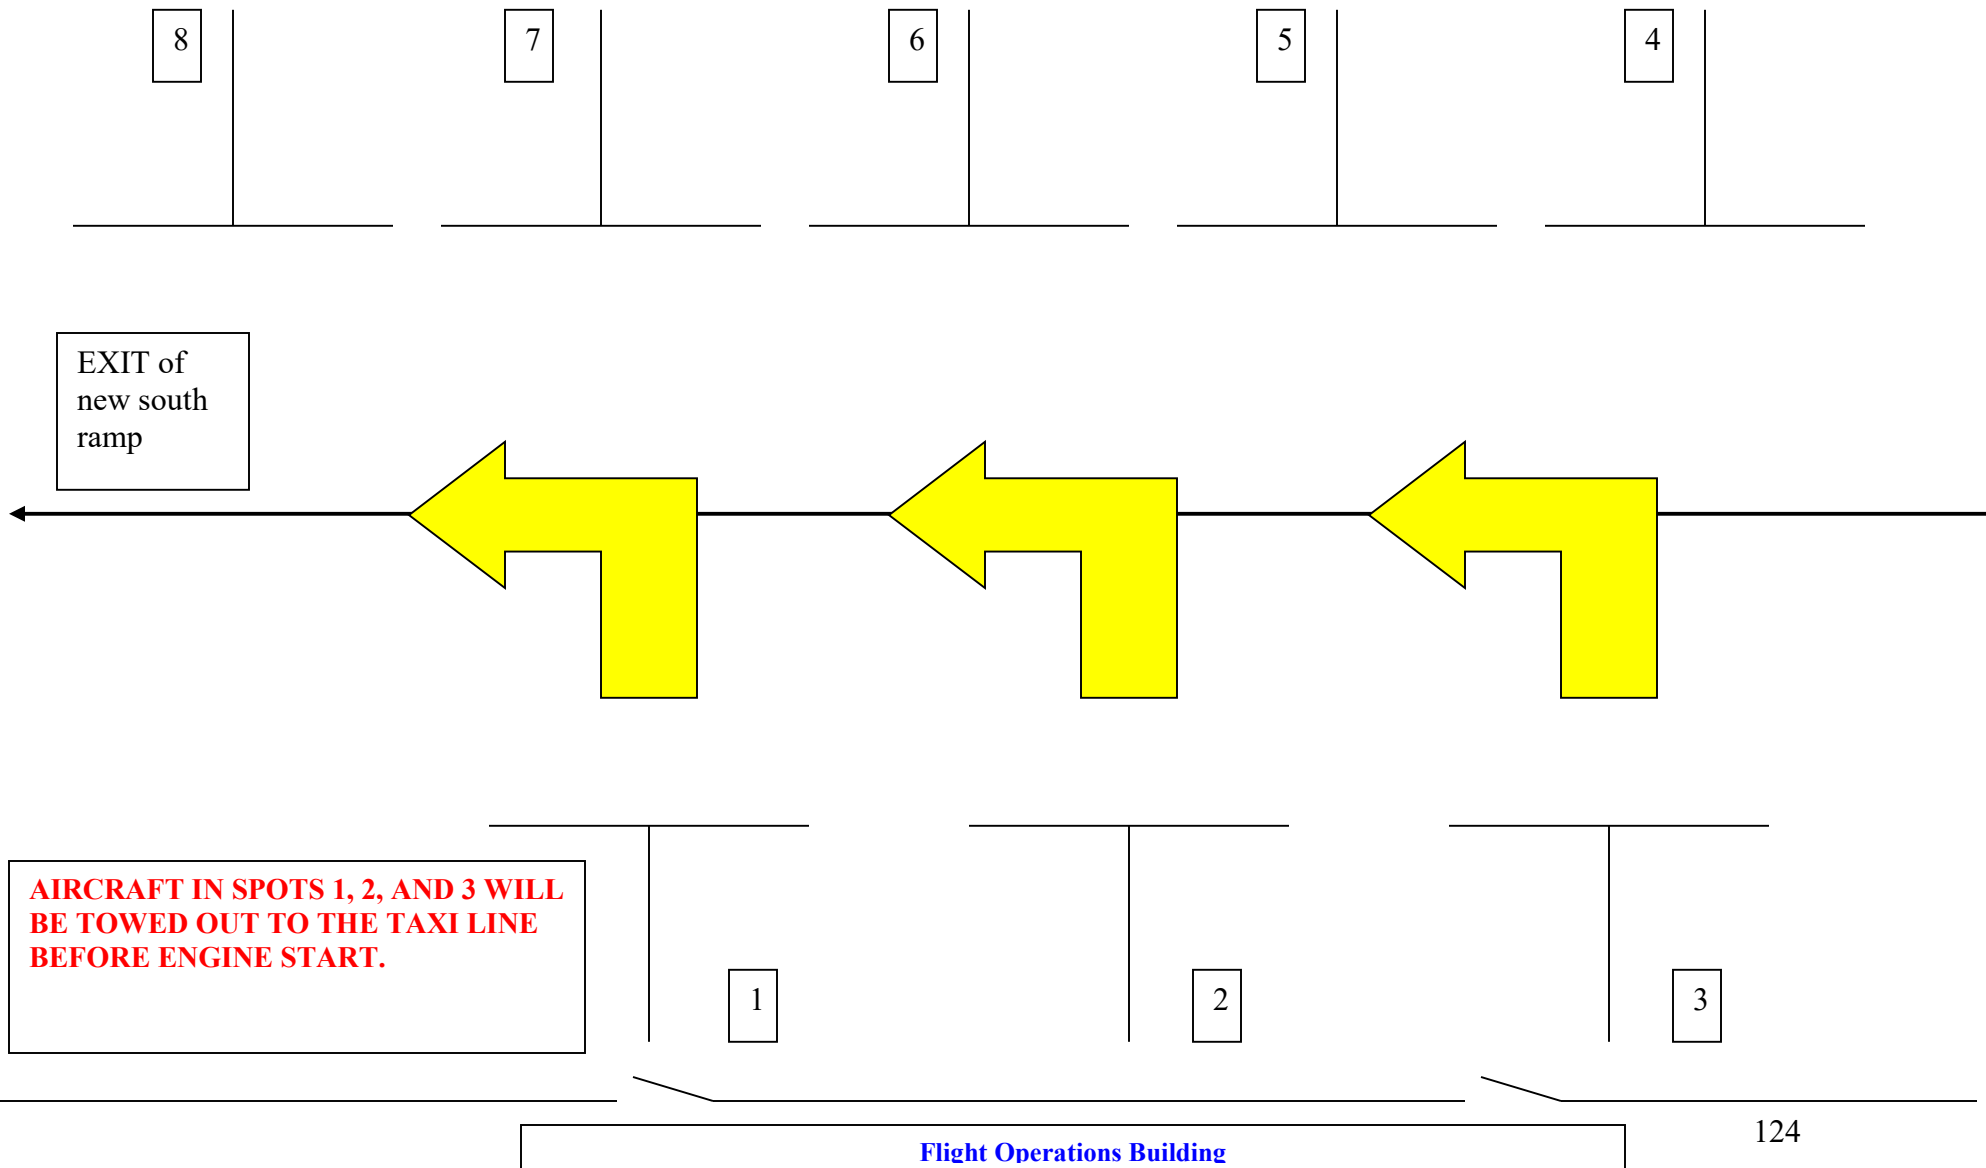 8
7
6
5
4
EXIT of
new south
ramp
AIRCRAFT IN SPOTS 1, 2, AND 3 WILL
BE TOWED OUT TO THE TAXI LINE
BEFORE ENGINE START.
1
2
3
124
Flight Operations Building